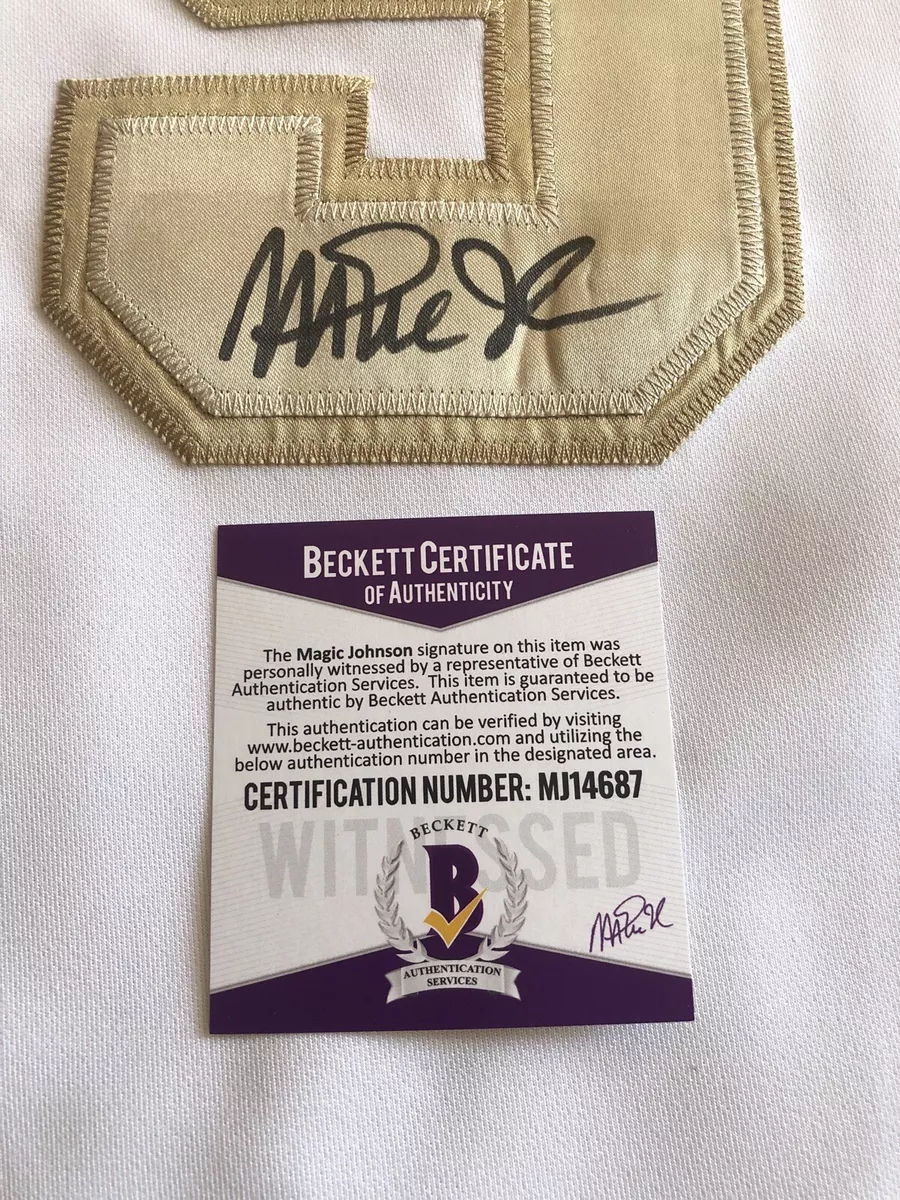 Magic J
BECKETT CERTIFICATE
OF AUTHENTICITY
The Magic Johnson signature on this item was
personally witnessed by a representative of Beckett
Authentication Services. This item is guaranteed to be
authentic by Beckett Authentication Services.
This authentication can be verified by visiting
www.beckett-authentication.com and utilizing the
below authentication number in the designated area.
CERTIFICATION NUMBER: MJ14687
WITNESSED
BECKETT
B
AUTHENTICATION
SERVICES
Magic J